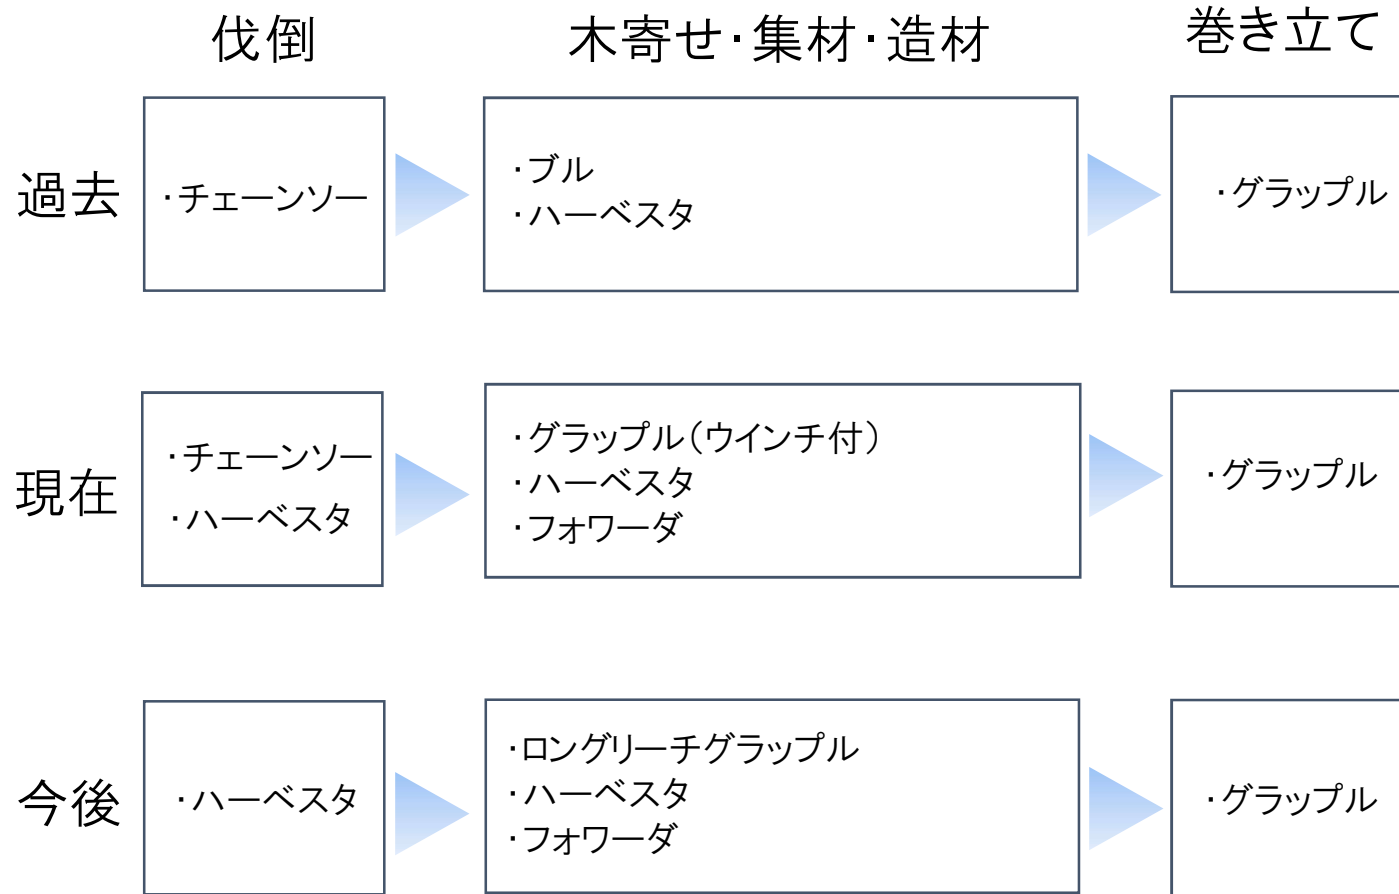 伐倒
木寄せ・集材・造材
巻き立て
過去
・チェーンソー
・ブル
・ハーベスタ
・グラップル
現在
・チェーンソー
・ハーベスタ
・グラップル（ウインチ付）
・ハーベスタ
・フォワーダ
・グラップル
今後
・ハーベスタ
・ロングリーチグラップル
・ハーベスタ
・フォワーダ
・グラップル